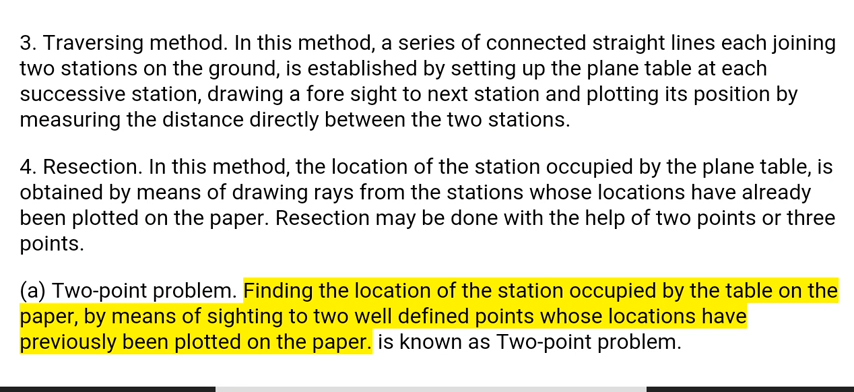 3. Traversing method. In this method, a series of connected straight lines each joining
two stations on the ground, is established by setting up the plane table at each
successive station, drawing a fore sight to next station and plotting its position by
measuring the distance directly between the two stations.
4. Resection. In this method, the location of the station occupied by the plane table, is
obtained by means of drawing rays from the stations whose locations have already
been plotted on the paper. Resection may be done with the help of two points or three
points.
(a) Two-point problem. Finding the location of the station occupied by the table on the
paper, by means of sighting to two well defined points whose locations have
previously been plotted on the paper. is known as Two-point problem.